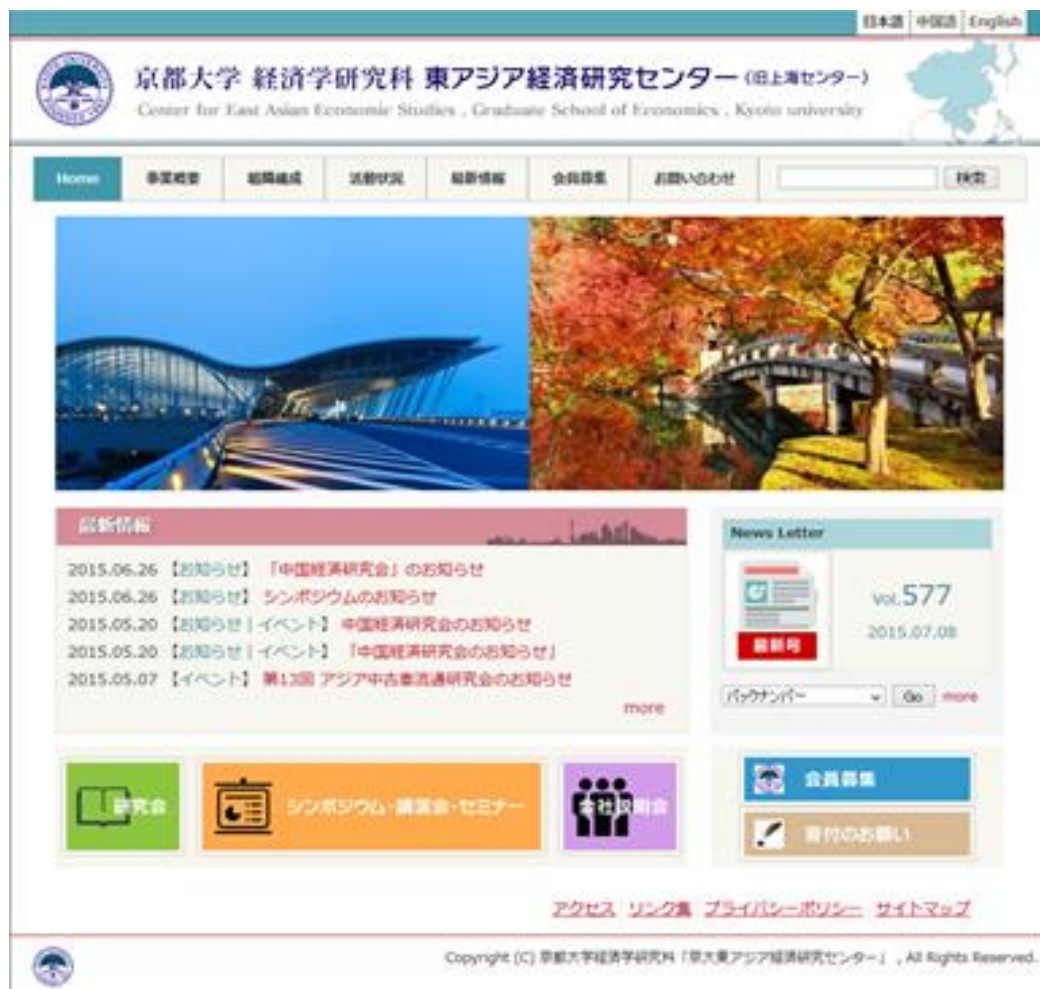 日本語 中国語 English
京都大学 経済学研究科 東アジア経済研究センター (旧上海センター)
Center for East Asian Economic Studies , Graduate School of Economics , Kyoto university
Home 事業概要 組職編成 活動状況 最新情報 会員募集 お問い合わせ 検索
最新情報
2015.06.26 【お知らせ】 「中国経済研究会」のお知らせ
2015.06.26 【お知らせ】 シンポジウムのお知らせ
2015.05.20 【お知らせ | イベント】 中国経済研究会のお知らせ
2015.05.20 【お知らせ | イベント】 「中国経済研究会のお知らせ」
2015.05.07 【イベント】 第13回 アジア中古車流通研究会のお知らせ
more
News Letter
最新号
VOL.577
2015.07.08
バックナンバー Go more
研究会
シンポジウム・講演会・セミナー
会社説明会
会員募集
寄付のお願い
アクセス リンク集 プライバシーポリシー サイトマップ
Copyright (C) 京都大学経済学研究科「京大東アジア経済研究センター」 , All Rights Reserved.